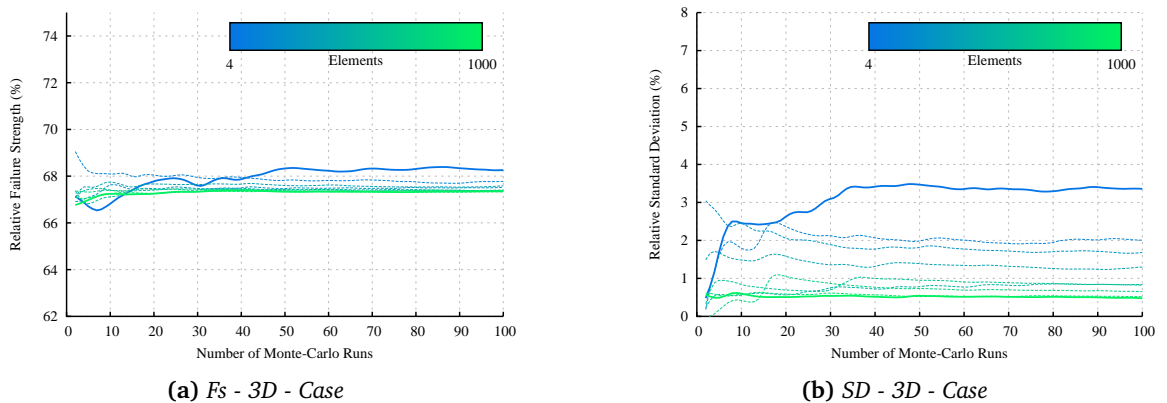 74
72
70
68
66
64
62
0 10 20 30 40 50 60 70 80 90 100
Relative Failure Strength (%)
Number of Monte-Carlo Runs
4 Elements 1000
(a) Fs - 3D - Case
8
7
6
5
4
3
2
1
0
0 10 20 30 40 50 60 70 80 90 100
Relative Standard Deviation (%)
Number of Monte-Carlo Runs
4 Elements 1000
(b) SD - 3D - Case